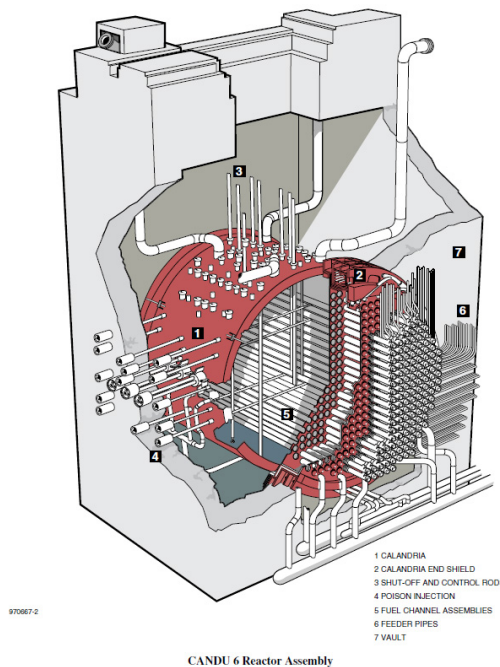 3
7
2
6
1
5
4
1 CALANDRIA
2 CALANDRIA END SHIELD
3 SHUT-OFF AND CONTROL ROD
4 POISON INJECTION
5 FUEL CHANNEL ASSEMBLIES
6 FEEDER PIPES
7 VAULT
970667-2
CANDU 6 Reactor Assembly